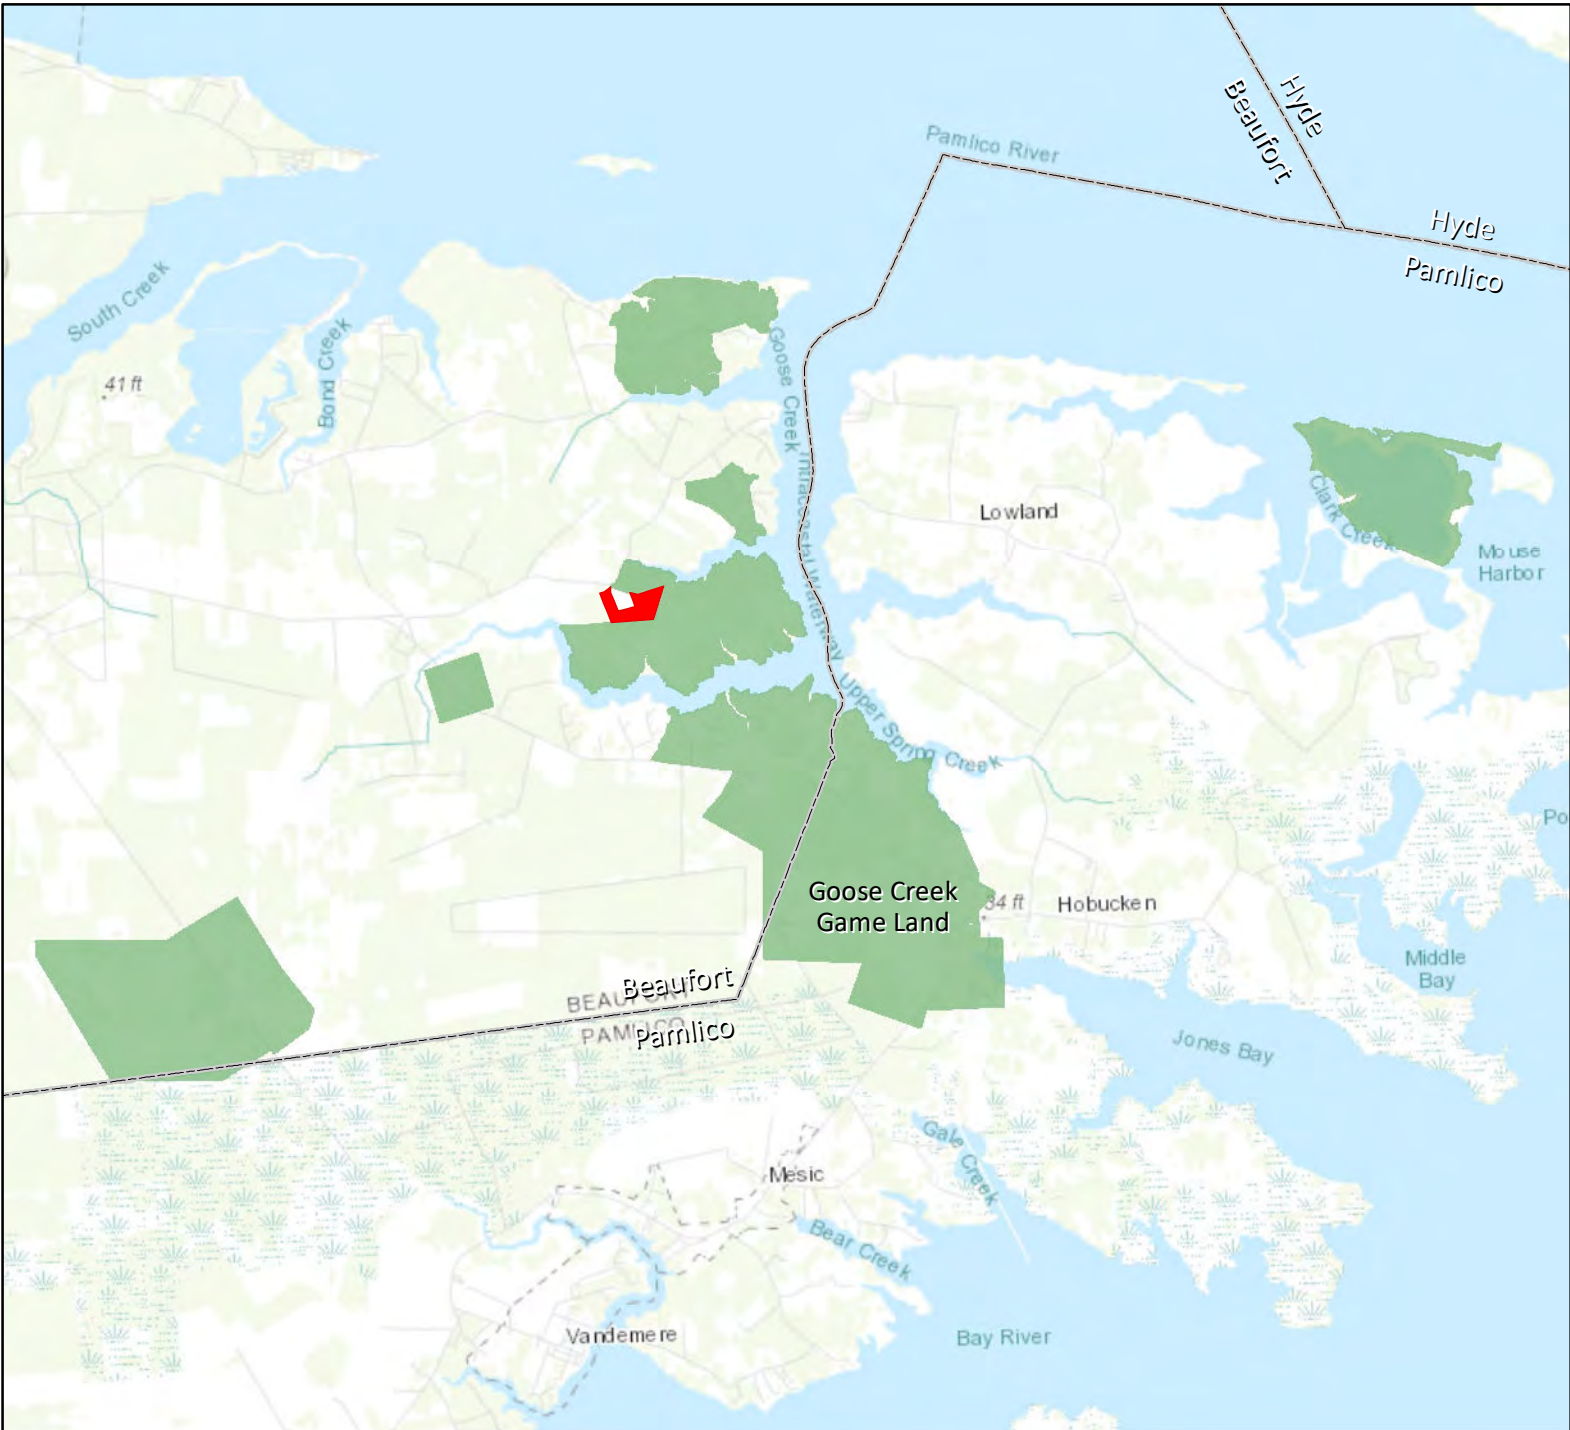 Hyde
Beaufort
Pamlico River
Hyde
Pamlico
South Creek
Bond Creek
41 ft
Goose Creek
Intracoastal Waterway
Lowland
Clark Creek
Mouse
Harbor
Upper Spring Creek
Goose Creek
Game Land
34 ft
Hobucken
Po
Middle
Bay
Beaufort
BEAUFORT
PAMLICO
Pamlico
Jones Bay
Gale Creek
Mesic
Bear Creek
Vandemere
Bay River